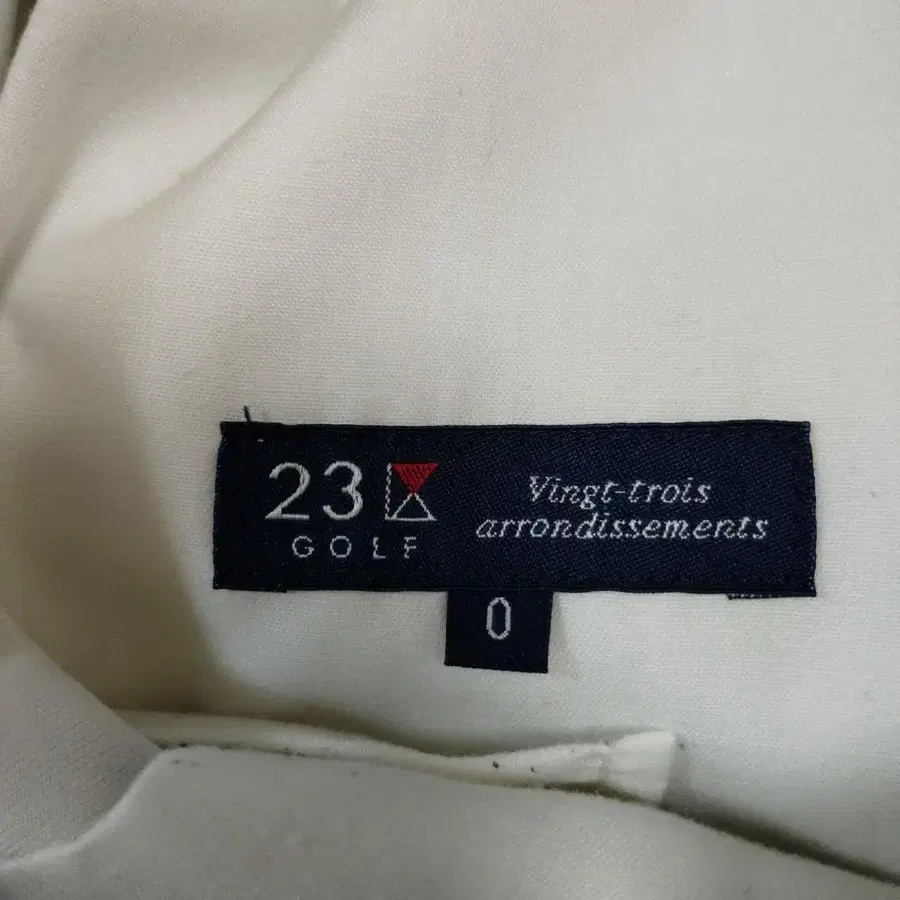 23
GOLF
Vingt-trois
arrondissements
0